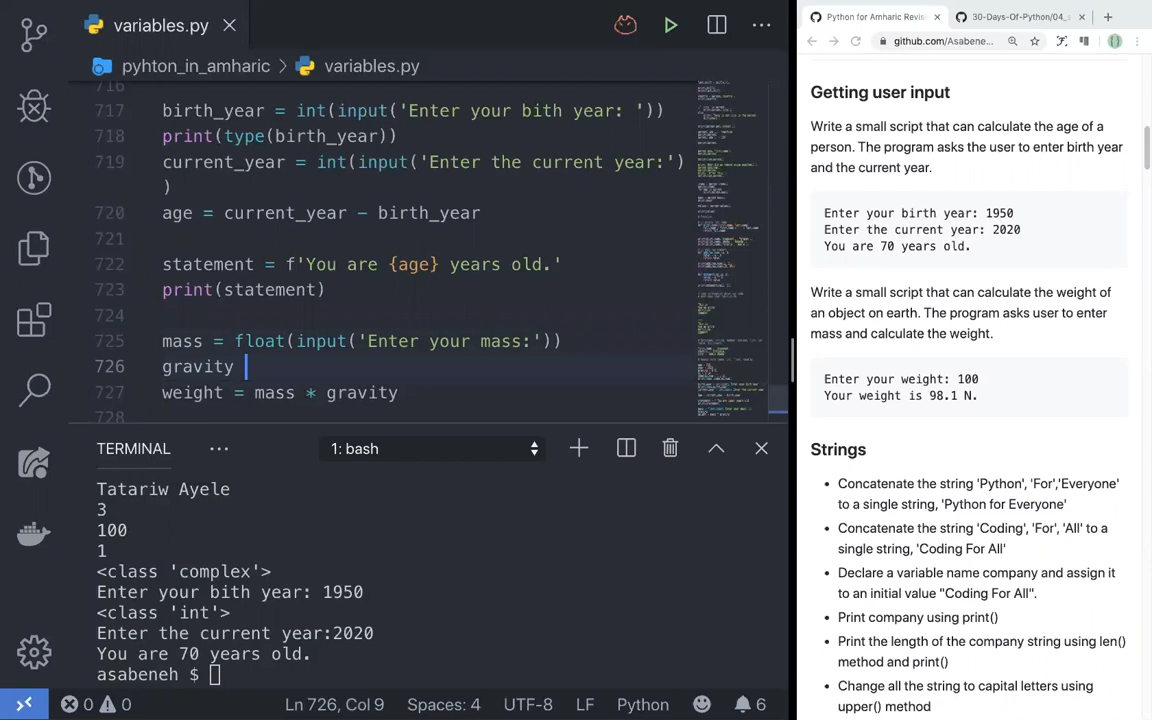 variables.py
pyhton_in_amharic > variables.py
716
717 birth_year = int(input('Enter your bith year: '))
718 print(type(birth_year))
719 current_year = int(input('Enter the current year:')
)
720 age = current_year - birth_year
721
722 statement = f'You are {age} years old.'
723 print(statement)
724
725 mass = float(input('Enter your mass:'))
726 gravity
727 weight = mass * gravity
728
TERMINAL
1: bash
Tatariw Ayele
3
100
1
<class 'complex'>
Enter your bith year: 1950
<class 'int'>
Enter the current year:2020
You are 70 years old.
asabeneh $
0 0
Ln 726, Col 9
Spaces: 4
UTF-8
LF
Python
6
Python for Amharic Revis
30-Days-Of-Python/04_
github.com/Asabene...
Getting user input
Write a small script that can calculate the age of a
person. The program asks the user to enter birth year
and the current year.
Enter your birth year: 1950
Enter the current year: 2020
You are 70 years old.
Write a small script that can calculate the weight of
an object on earth. The program asks user to enter
mass and calculate the weight.
Enter your weight: 100
Your weight is 98.1 N.
Strings
• Concatenate the string 'Python', 'For','Everyone'
to a single string, 'Python for Everyone'
• Concatenate the string 'Coding', 'For', 'All' to a
single string, 'Coding For All'
• Declare a variable name company and assign it
to an initial value "Coding For All".
• Print company using print()
• Print the length of the company string using len()
method and print()
• Change all the string to capital letters using
upper() method